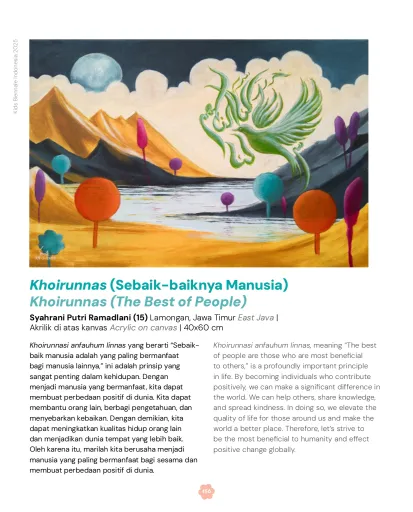 Kids Biennale Indonesia 2025
Khoirunnas (Sebaik-baiknya Manusia)
Khoirunnas (The Best of People)
Syahrani Putri Ramadlani (15) Lamongan, Jawa Timur East Java |
Akrilik di atas kanvas Acrylic on canvas | 40x60 cm
Khoirunnasi anfauhum linnas yang berarti “Sebaik-
baik manusia adalah yang paling bermanfaat
bagi manusia lainnya,” ini adalah prinsip yang
sangat penting dalam kehidupan. Dengan
menjadi manusia yang bermanfaat, kita dapat
membuat perbedaan positif di dunia. Kita dapat
membantu orang lain, berbagi pengetahuan, dan
menyebarkan kebaikan. Dengan demikian, kita
dapat meningkatkan kualitas hidup orang lain
dan menjadikan dunia tempat yang lebih baik.
Oleh karena itu, marilah kita berusaha menjadi
manusia yang paling bermanfaat bagi sesama dan
membuat perbedaan positif di dunia.
Khoirunnasi anfauhum linnas, meaning “The best
of people are those who are most beneficial
to others,” is a profoundly important principle
in life. By becoming individuals who contribute
positively, we can make a significant difference in
the world. We can help others, share knowledge,
and spread kindness. In doing so, we elevate the
quality of life for those around us and make the
world a better place. Therefore, let’s strive to
be the most beneficial to humanity and effect
positive change globally.